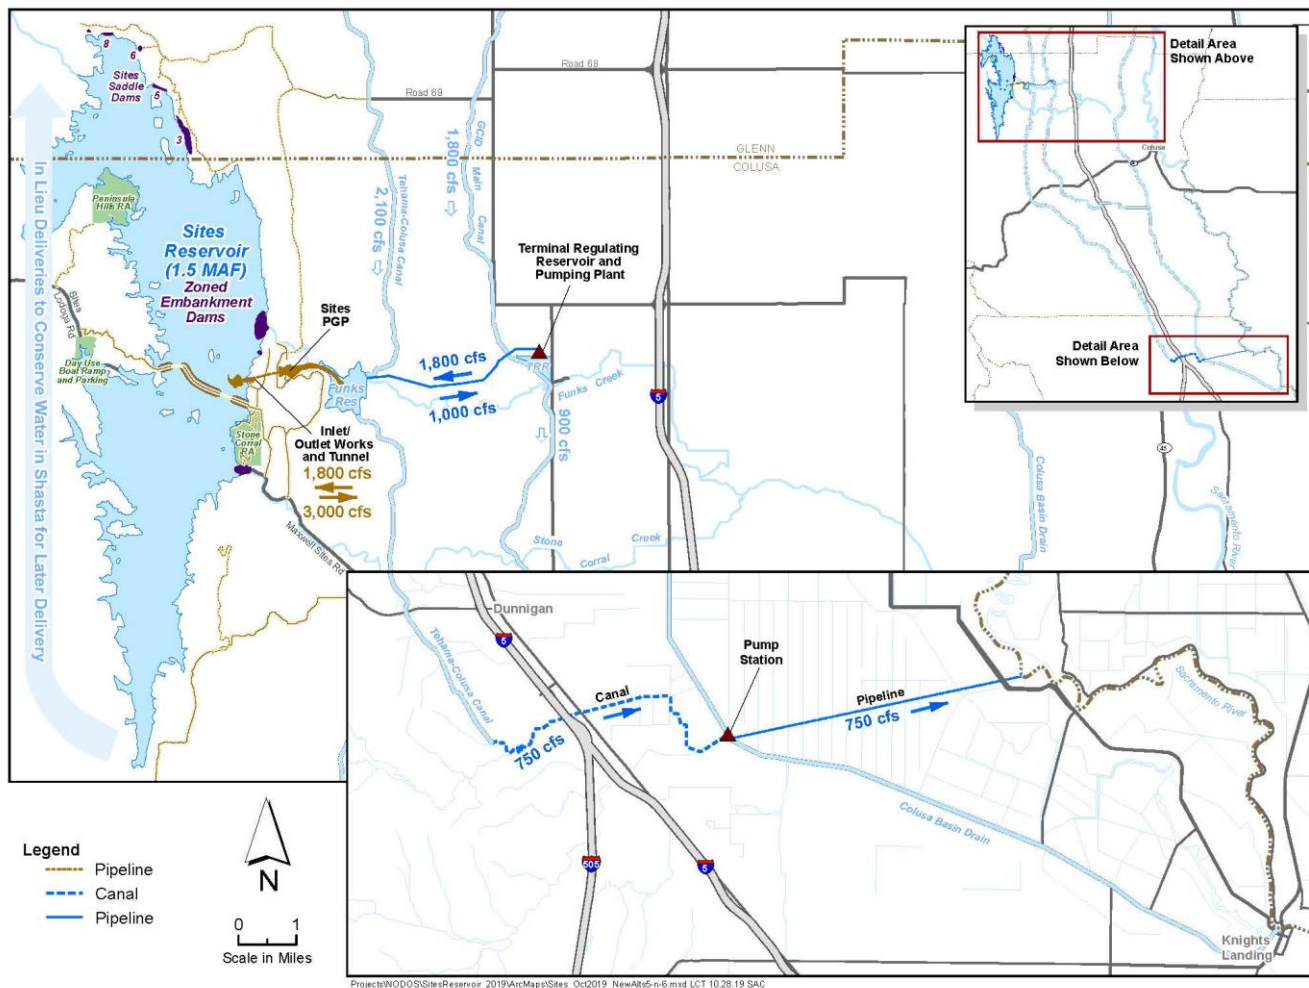 8
6
Sites
Saddle
Dams
5
3
Road 68
Road 69
GLENN
COLUSA
GCID Main Canal
1,800 cfs
Tehama-Colusa Canal
2,100 cfs
In Lieu Deliveries to Conserve Water in Shasta for Later Delivery
Peninsula
Hills RA
Sites
Reservoir
(1.5 MAF)
Zoned
Embankment
Dams
Terminal Regulating
Reservoir and
Pumping Plant
Sites
Lodoga Rd
Sites
PGP
Day Use
Boat Ramp
and Parking
Funks
Res
1,800 cfs
1,000 cfs
TRR
Funks Creek
900 cfs
5
Inlet/
Outlet Works
and Tunnel
1,800 cfs
3,000 cfs
Stone
Corral
RA
Maxwell Sites Rd
Stone
Corral
Creek
Colusa Basin Drain
45
Sacramento River
Detail Area
Shown Above
Colusa
Detail Area
Shown Below
Dunnigan
5
Tehama-Colusa Canal
Canal
750 cfs
Pump
Station
Pipeline
750 cfs
Sacramento River
Colusa Basin Drain
505
5
Knights
Landing
Legend
Pipeline
Canal
Pipeline
N
0 1
Scale in Miles
Projects\NODOS\SitesReservoir_2019\ArcMaps\Sites_Oct2019_NewAlts5-n-6.mxd LCT 10.28.19 SAC